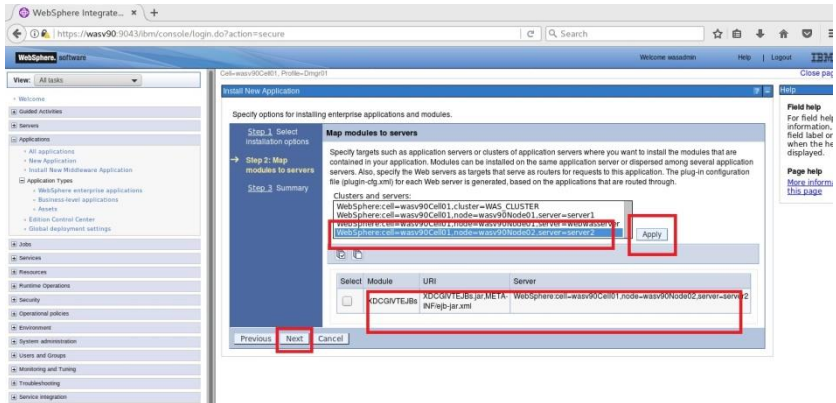 WebSphere Integrate...
https://wasv90:9043/ibm/console/login.do?action=secure
Search
WebSphere. software
Welcome wasadmin
Help
Logout
IBM
View: All tasks
Welcome
Guided Activities
Servers
Applications
All applications
New Application
Install New Middleware Application
Application Types
WebSphere enterprise applications
Business-level applications
Assets
Edition Control Center
Global deployment settings
Jobs
Services
Resources
Runtime Operations
Security
Operational policies
Environment
System administration
Users and Groups
Monitoring and Tuning
Troubleshooting
Service integration
Cell=wasv90Cell01, Profile=Dmgr01
Close pag
Install New Application
Specify options for installing enterprise applications and modules.
Step 1 Select
installation options
Step 2: Map
modules to servers
Step 3 Summary
Map modules to servers
Specify targets such as application servers or clusters of application servers where you want to install the modules that are
contained in your application. Modules can be installed on the same application server or dispersed among several application
servers. Also, specify the Web servers as targets that serve as routers for requests to this application. The plug-in configuration
file (plugin-cfg.xml) for each Web server is generated, based on the applications that are routed through.
Clusters and servers:
WebSphere:cell=wasv90Cell01,cluster=WAS_CLUSTER
WebSphere:cell=wasv90Cell01,node=wasv90Node01,server=server1
WebSphere:cell=wasv90Cell01,node=wasv90Node01,server=webwasserver
WebSphere:cell=wasv90Cell01,node=wasv90Node02,server=server2
Apply
Select Module URI Server
XDCGIVTEJBs XDCGIVTEJBs.jar,META- WebSphere:cell=wasv90Cell01,node=wasv90Node02,server=server2
INF/ejb-jar.xml
Previous Next Cancel
Help
Field help
For field help
information,
field label or
when the he
displayed.
Page help
More informa
this page